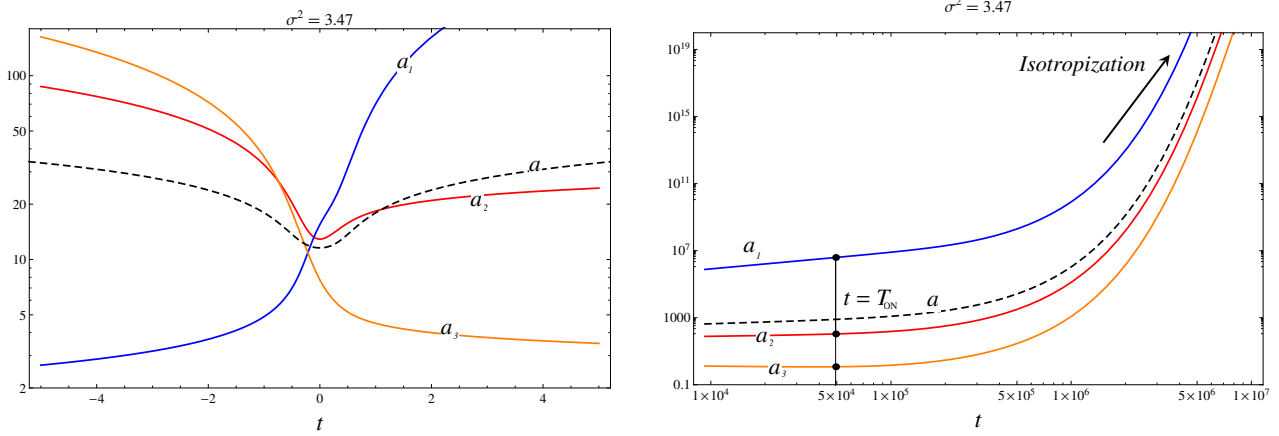 σ² = 3.47
100
50
20
10
5
2
−4
−2
0
2
4
t
a₁
a
a₂
a₃
σ² = 3.47
10¹⁹
10¹⁵
10¹¹
10⁷
1000
0.1
1×10⁴
5×10⁴
1×10⁵
5×10⁵
1×10⁶
5×10⁶
1×10⁷
t
Isotropization
a₁
t = T_ON
a
a₂
a₃